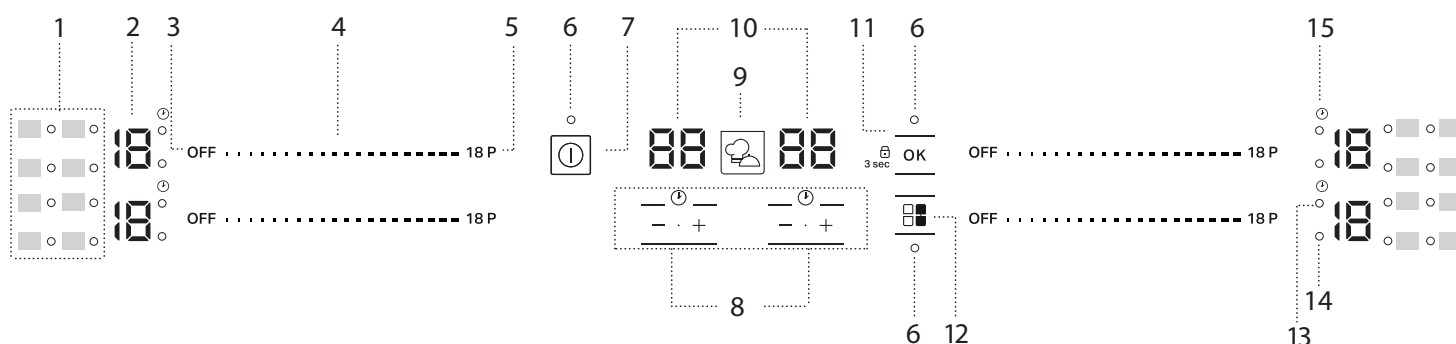 1 2 3 4 5 6 7 10 11 6 15
9
18 OFF 18 P 88 88 3 sec OK OFF 18 P 18
18 OFF 18 P - · + - · + OFF 18 P 18
8 14
6 12 13